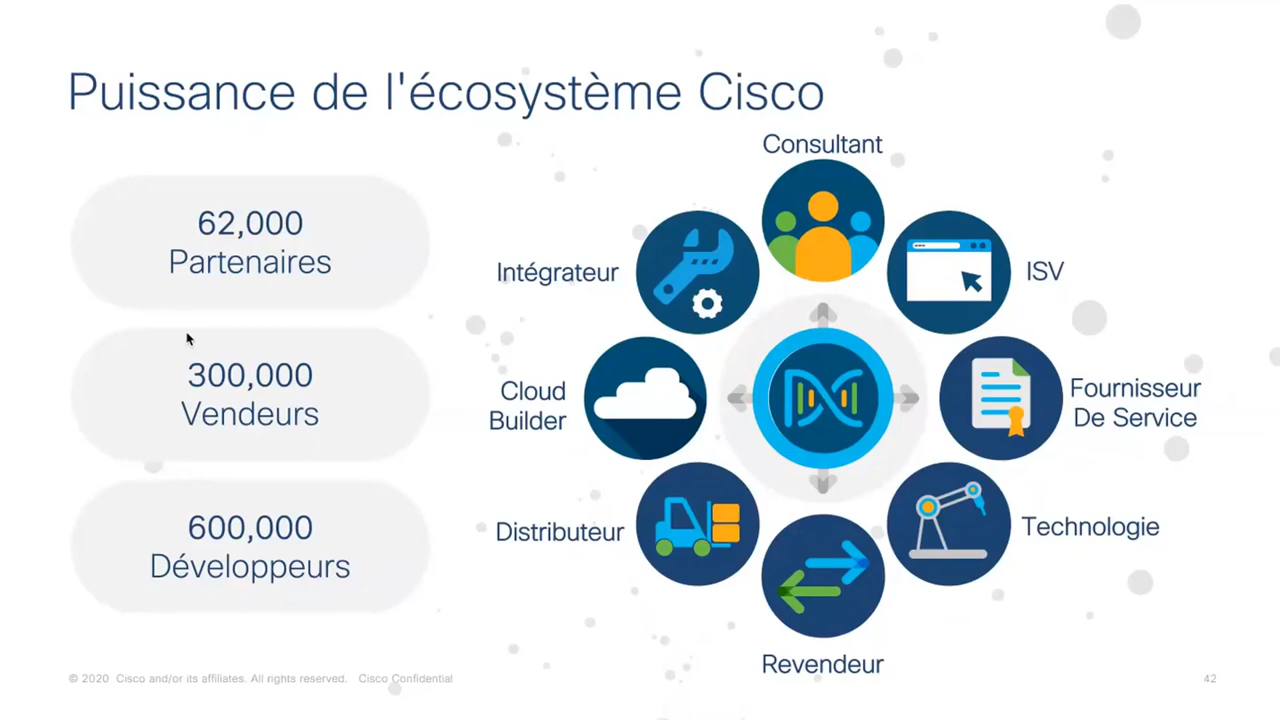 Puissance de l'écosystème Cisco
62,000
Partenaires
300,000
Vendeurs
600,000
Développeurs
Consultant
Intégrateur
ISV
Cloud
Builder
Fournisseur
De Service
Distributeur
Technologie
Revendeur
© 2020 Cisco and/or its affiliates. All rights reserved. Cisco Confidential
42